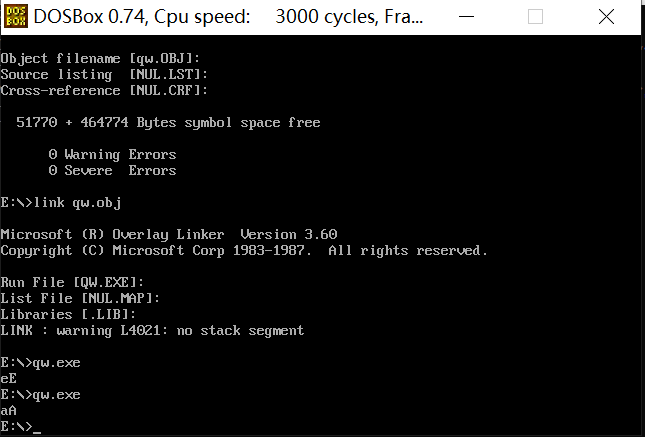 DOS
BOX
DOSBox 0.74, Cpu speed: 3000 cycles, Fra...
Object filename [qw.OBJ]:
Source listing  [NUL.LST]:
Cross-reference [NUL.CRF]:
51770 + 464774 Bytes symbol space free
0 Warning Errors
0 Severe  Errors
E:\>link qw.obj
Microsoft (R) Overlay Linker  Version 3.60
Copyright (C) Microsoft Corp 1983-1987.  All rights reserved.
Run File [QW.EXE]:
List File [NUL.MAP]:
Libraries [.LIB]:
LINK : warning L4021: no stack segment
E:\>qw.exe
eE
E:\>qw.exe
aA
E:\>_